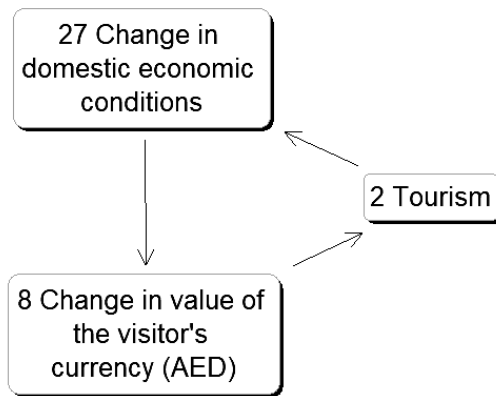 27 Change in
domestic economic
conditions
2 Tourism
8 Change in value of
the visitor's
currency (AED)